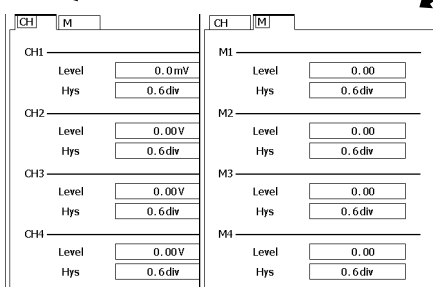 CH M
CH1
Level 0.0mV
Hys 0.6div
CH2
Level 0.00V
Hys 0.6div
CH3
Level 0.00V
Hys 0.6div
CH4
Level 0.00V
Hys 0.6div
CH M
M1
Level 0.00
Hys 0.6div
M2
Level 0.00
Hys 0.6div
M3
Level 0.00
Hys 0.6div
M4
Level 0.00
Hys 0.6div